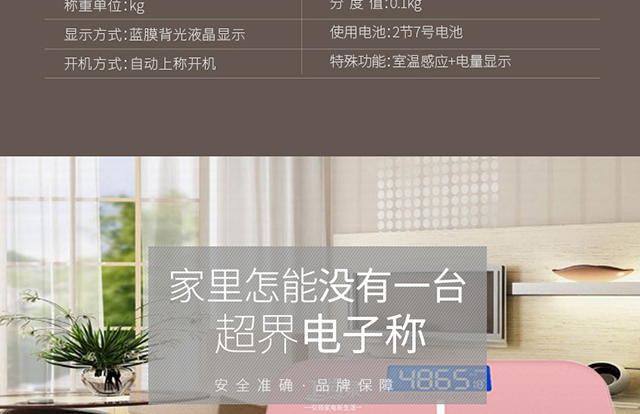 称重单位:kg
分 度 值:0.1kg
显示方式:蓝膜背光液晶显示
使用电池:2节7号电池
开机方式:自动上称开机
特殊功能:室温感应+电量显示
家里怎能没有一台
超界电子称
安全准确·品牌保障
4865